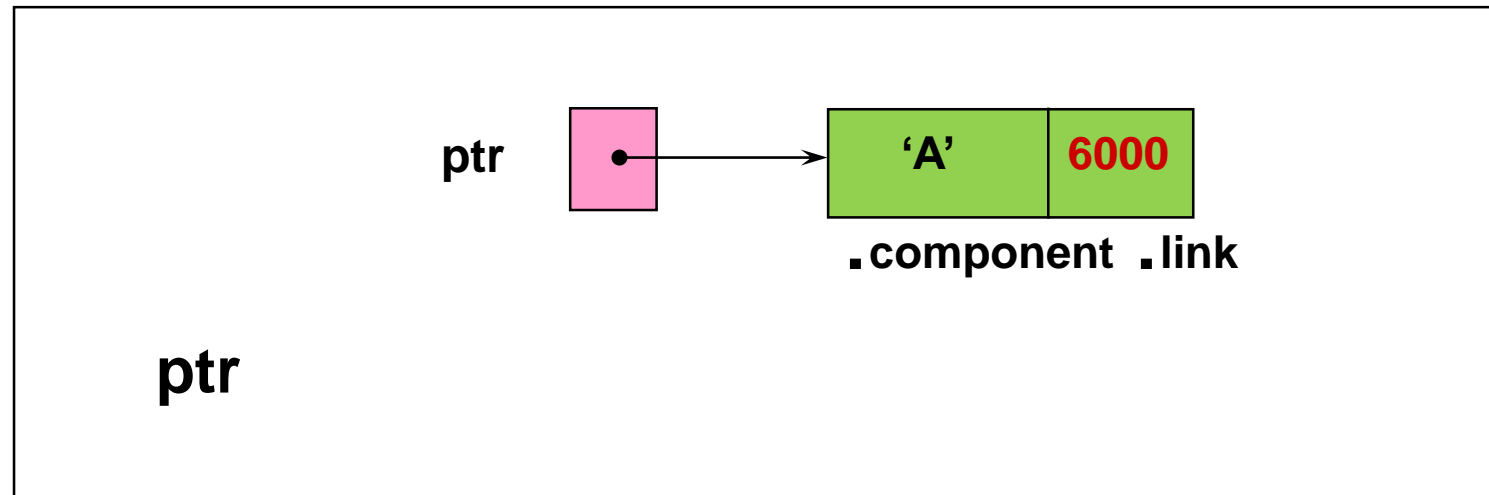 ptr ‘A’ 6000
.component .link
ptr